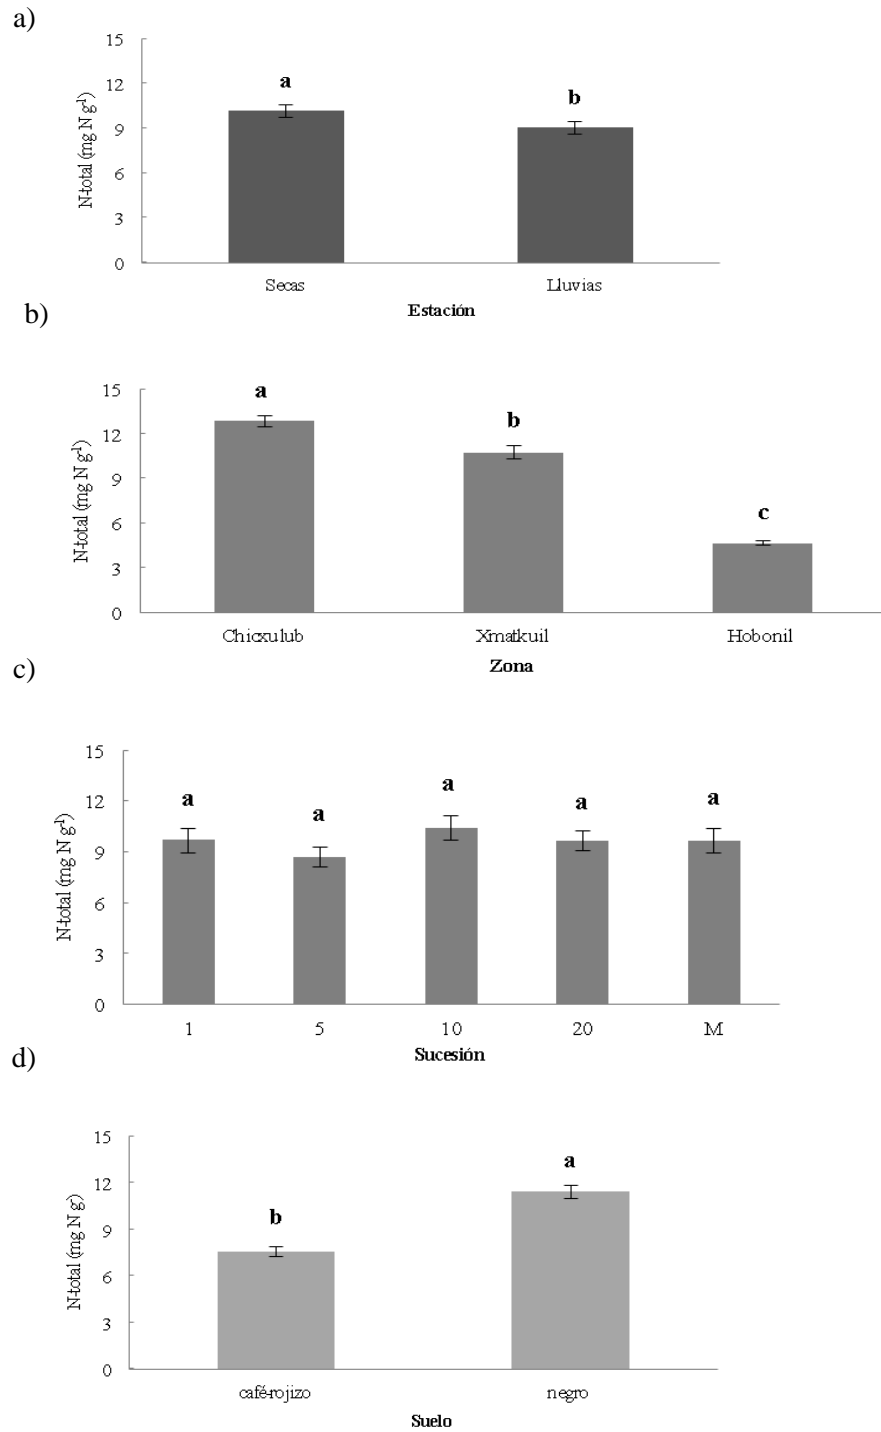 a)
15
12
9
6
3
0
N-total (mg N g-1)
a
b
Secas
Lluvias
Estación
b)
15
12
9
6
3
0
N-total (mg N g-1)
a
b
c
Chicxulub
Xmatkuil
Hobonil
Zona
c)
15
12
9
6
3
0
N-total (mg N g-1)
a
a
a
a
a
1
5
10
20
M
Sucesión
d)
15
12
9
6
3
0
N-total (mg N g)
b
a
café-rojizo
negro
Suelo